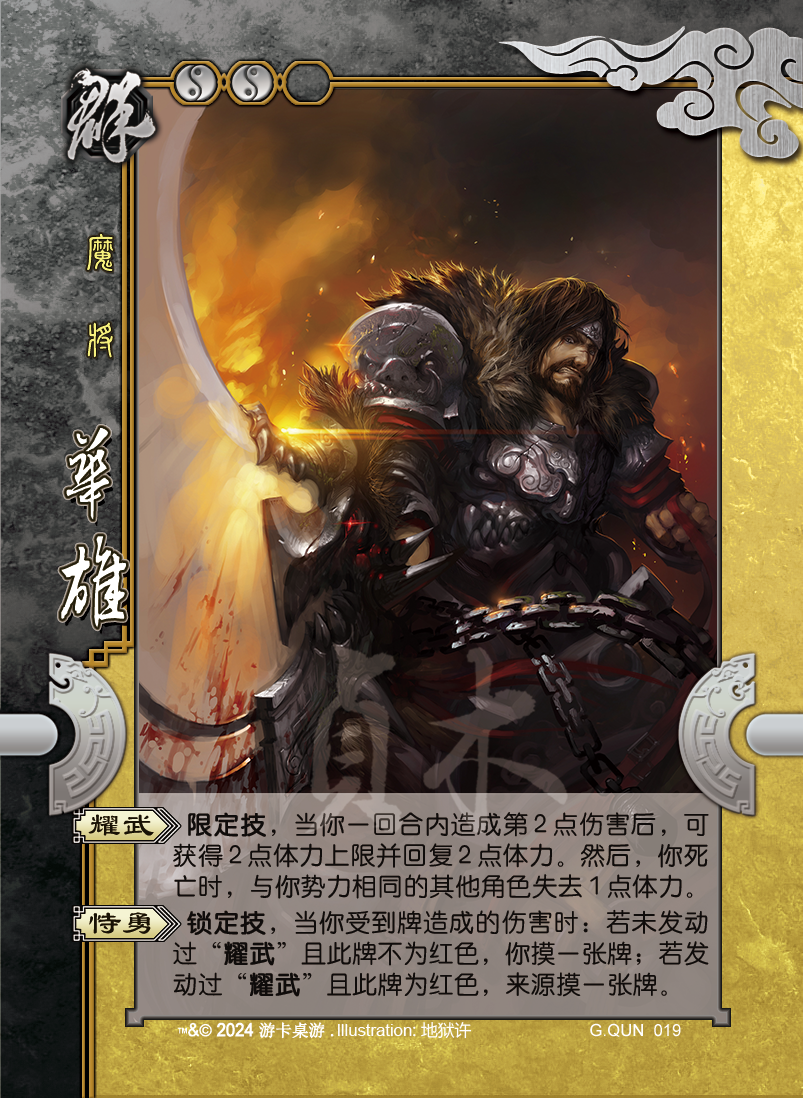 群
魔将
華雄
耀武 限定技，当你一回合内造成第2点伤害后，可
获得2点体力上限并回复2点体力。然后，你死
亡时，与你势力相同的其他角色失去1点体力。
恃勇 锁定技，当你受到牌造成的伤害时：若未发动
过“耀武”且此牌不为红色，你摸一张牌；若发
动过“耀武”且此牌为红色，来源摸一张牌。
™&© 2024 游卡桌游 . Illustration: 地狱许
G.QUN 019